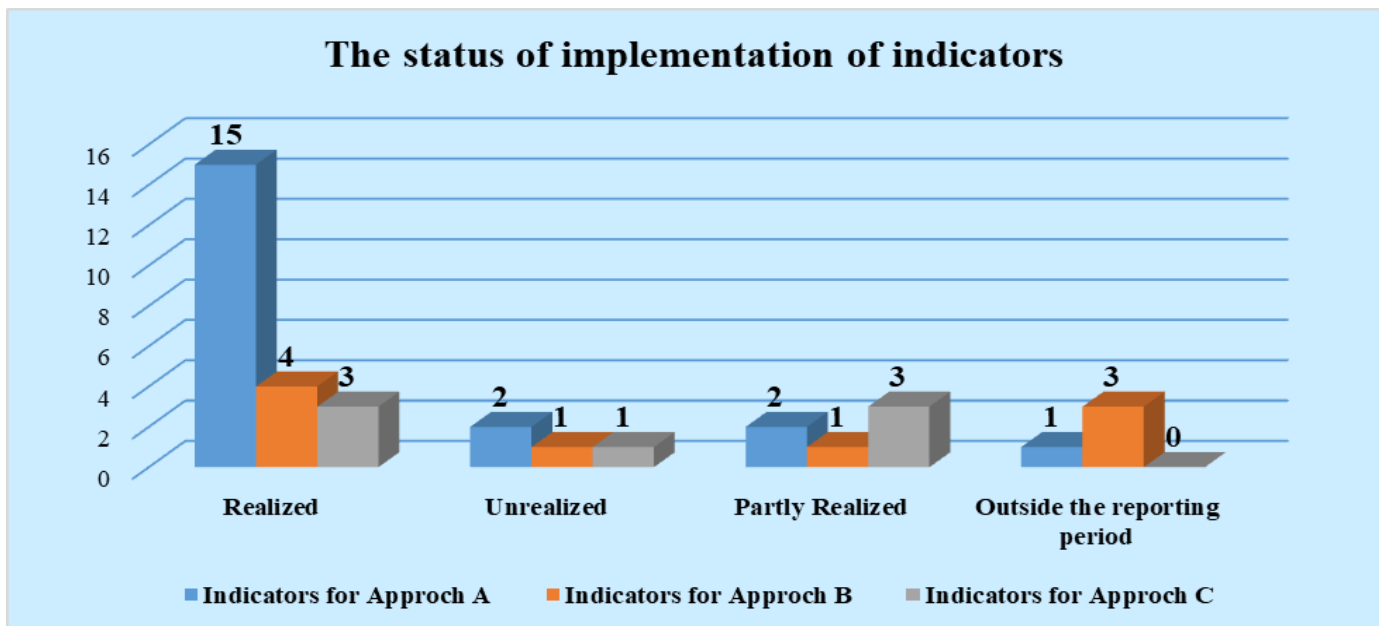 The status of implementation of indicators
16
14
12
10
8
6
4
2
0
15
4
3
2
1
1
2
1
3
1
3
0
Realized
Unrealized
Partly Realized
Outside the reporting
period
Indicators for Approch A
Indicators for Approch B
Indicators for Approch C